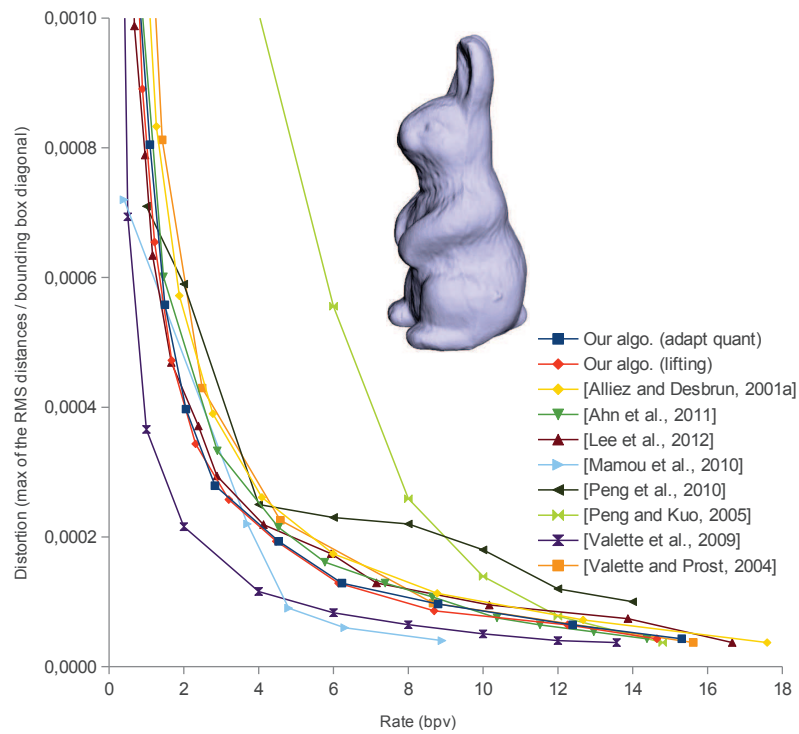 Distortion (max of the RMS distances / bounding box diagonal)
0,0010
0,0008
0,0006
0,0004
0,0002
0,0000
Our algo. (adapt quant)
Our algo. (lifting)
[Alliez and Desbrun, 2001a]
[Ahn et al., 2011]
[Lee et al., 2012]
[Mamou et al., 2010]
[Peng et al., 2010]
[Peng and Kuo, 2005]
[Valette et al., 2009]
[Valette and Prost, 2004]
0 2 4 6 8 10 12 14 16 18
Rate (bpv)